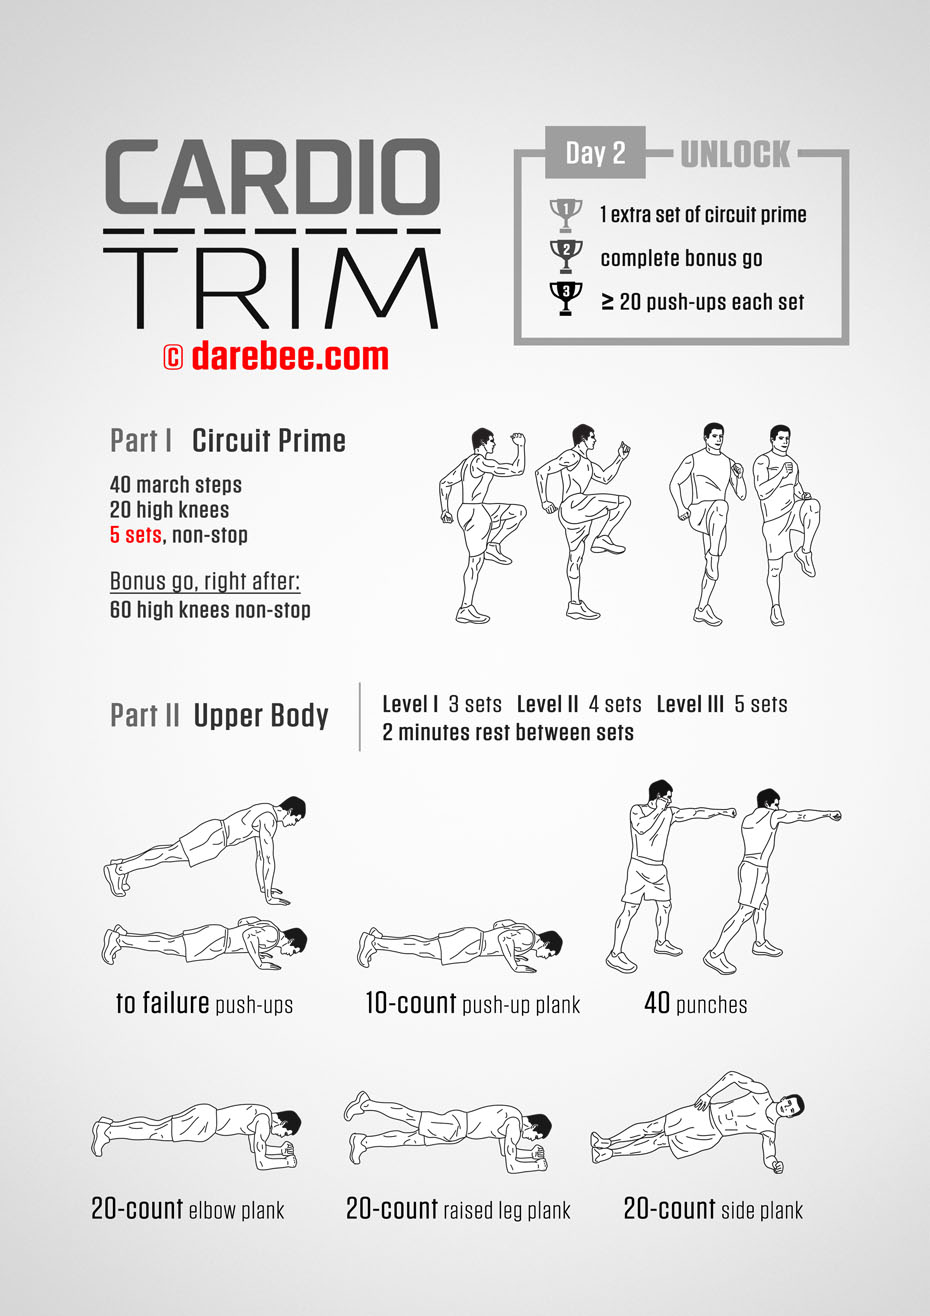 CARDIO
TRIM
© darebee.com
Day 2 UNLOCK
1 1 extra set of circuit prime
2 complete bonus go
3 ≥ 20 push-ups each set
Part I Circuit Prime
40 march steps
20 high knees
5 sets, non-stop
Bonus go, right after:
60 high knees non-stop
Part II Upper Body
Level I 3 sets Level II 4 sets Level III 5 sets
2 minutes rest between sets
to failure push-ups
10-count push-up plank
40 punches
20-count elbow plank
20-count raised leg plank
20-count side plank